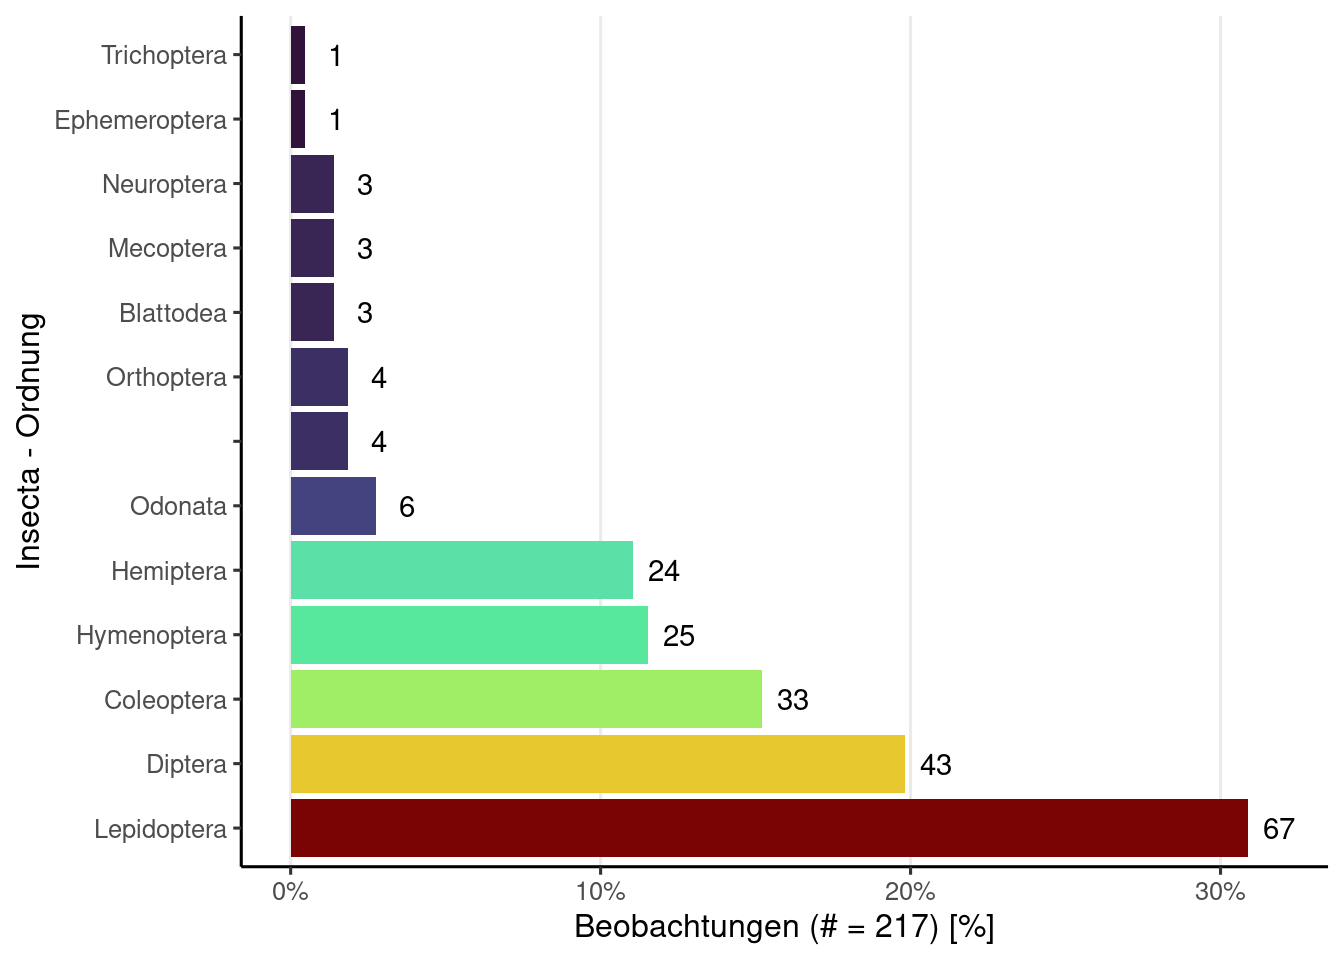 Trichoptera 1
Ephemeroptera 1
Neuroptera 3
Mecoptera 3
Blattodea 3
Orthoptera 4
4
Odonata 6
Hemiptera 24
Hymenoptera 25
Coleoptera 33
Diptera 43
Lepidoptera 67
0% 10% 20% 30%
Beobachtungen (# = 217) [%]
Insecta - Ordnung